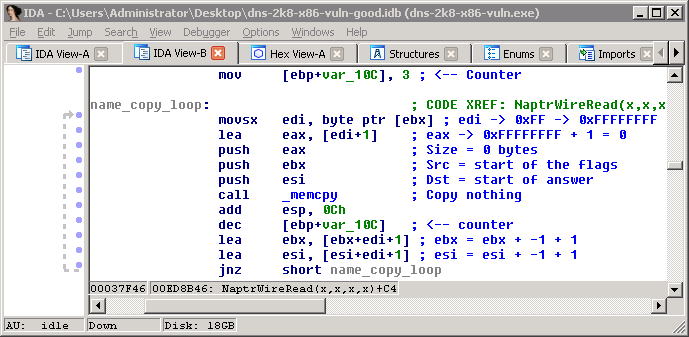 IDA - C:\Users\Administrator\Desktop\dns-2k8-x86-vuln-good.idb (dns-2k8-x86-vuln.exe)
File Edit Jump Search View Debugger Options Windows Help
IDA View-A IDA View-B Hex View-A Structures Enums Imports
mov [ebp+var_10C], 3 ; <-- Counter
name_copy_loop: ; CODE XREF: NaptrWireRead(x,x,x
movsx edi, byte ptr [ebx] ; edi -> 0xFF -> 0xFFFFFFFF
lea eax, [edi+1] ; eax -> 0xFFFFFFFF + 1 = 0
push eax ; Size = 0 bytes
push ebx ; Src = start of the flags
push esi ; Dst = start of answer
call _memcpy ; Copy nothing
add esp, 0Ch
dec [ebp+var_10C] ; <-- counter
lea ebx, [ebx+edi+1] ; ebx = ebx + -1 + 1
lea esi, [esi+edi+1] ; esi = esi + -1 + 1
jnz short name_copy_loop
00037F46 00ED8B46: NaptrWireRead(x,x,x,x)+C4
AU: idle Down Disk: 18GB